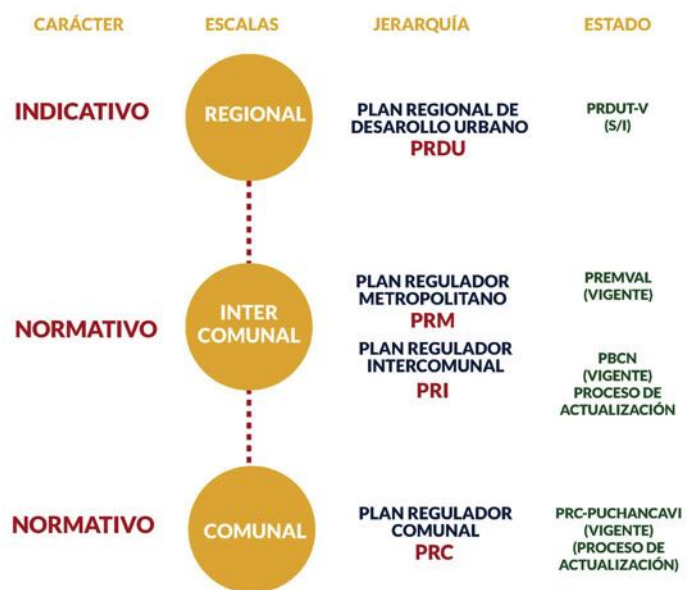 CARÁCTER
ESCALAS
JERARQUÍA
ESTADO
INDICATIVO
REGIONAL
PLAN REGIONAL DE
DESAROLLO URBANO
PRDU
PRDUT-V
(S/I)
NORMATIVO
INTER
COMUNAL
PLAN REGULADOR
METROPOLITANO
PRM
PLAN REGULADOR
INTERCOMUNAL
PRI
PREMVAL
(VIGENTE)
PBCN
(VIGENTE)
PROCESO DE
ACTUALIZACIÓN
NORMATIVO
COMUNAL
PLAN REGULADOR
COMUNAL
PRC
PRC-PUCHANCAVI
(VIGENTE)
(PROCESO DE
ACTUALIZACIÓN)